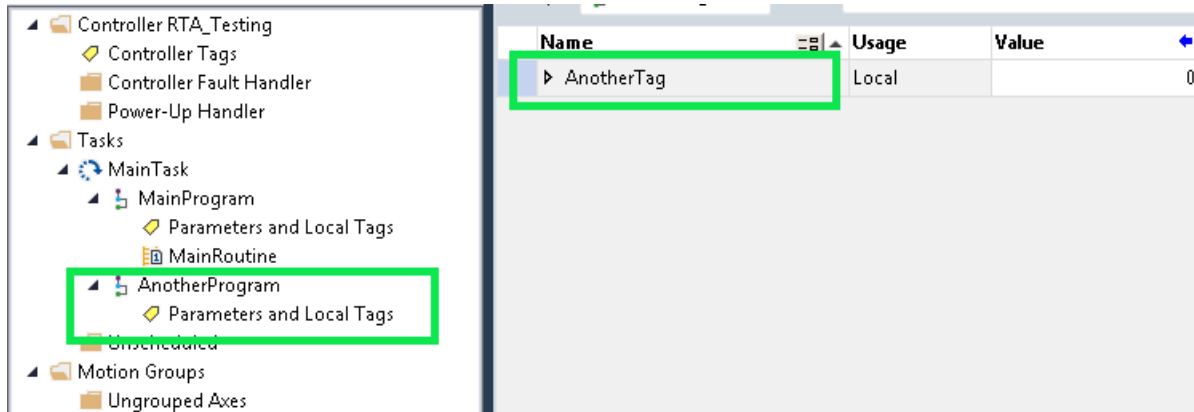 Controller RTA_Testing
Controller Tags
Controller Fault Handler
Power-Up Handler
Tasks
MainTask
MainProgram
Parameters and Local Tags
MainRoutine
AnotherProgram
Parameters and Local Tags
Unscheduled
Motion Groups
Ungrouped Axes
Name Usage Value
AnotherTag Local 0